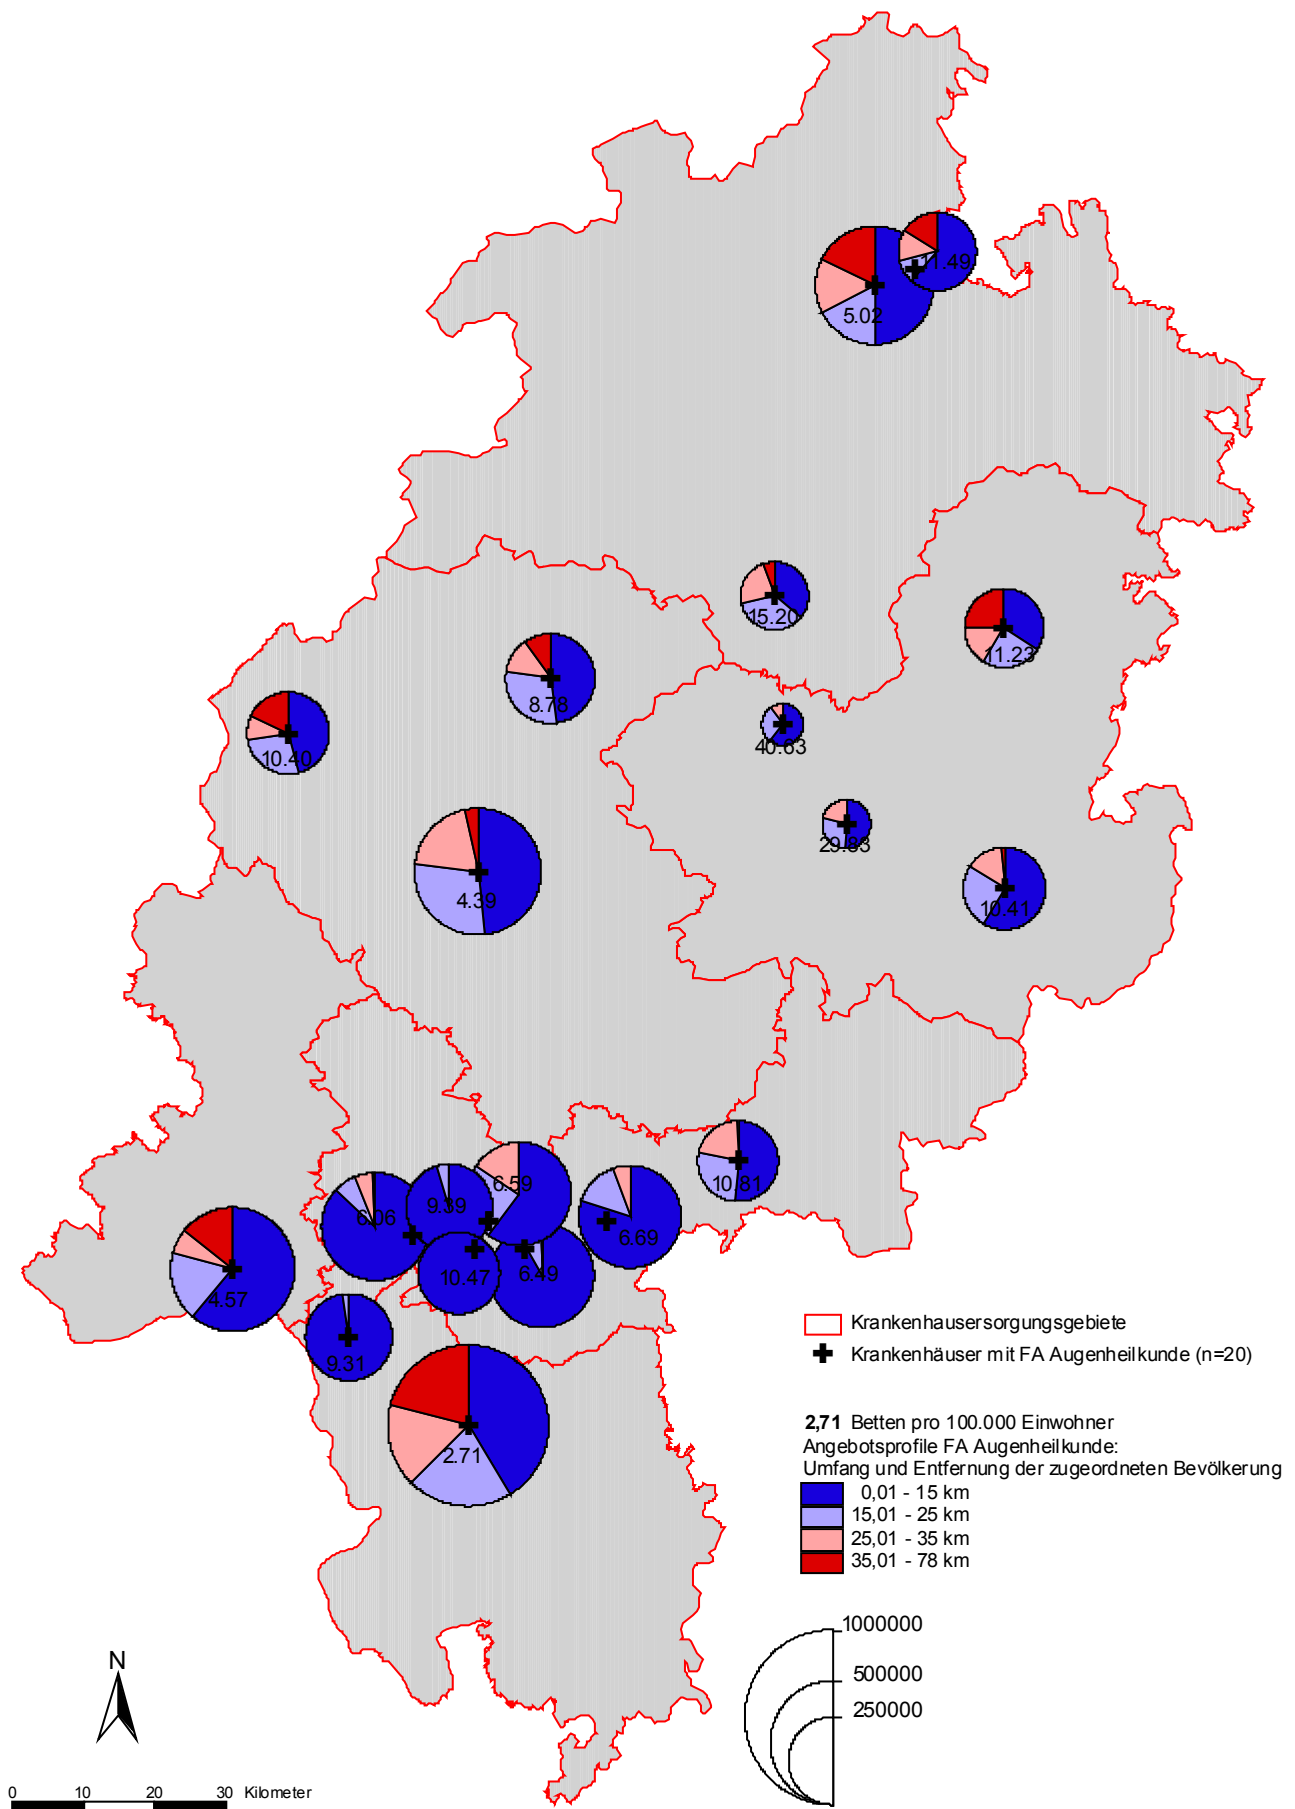 11.49
5.02
15.20
11.23
8.78
40.63
10.40
29.83
4.39
10.41
10.81
6.59
9.39
6.06
6.69
10.47
6.49
4.57
9.31
2.71
Krankenhausersorgungsgebiete
Krankenhäuser mit FA Augenheilkunde (n=20)
2,71 Betten pro 100.000 Einwohner
Angebotsprofile FA Augenheilkunde:
Umfang und Entfernung der zugeordneten Bevölkerung
0,01 - 15 km
15,01 - 25 km
25,01 - 35 km
35,01 - 78 km
1000000
500000
250000
N
0 10 20 30 Kilometer